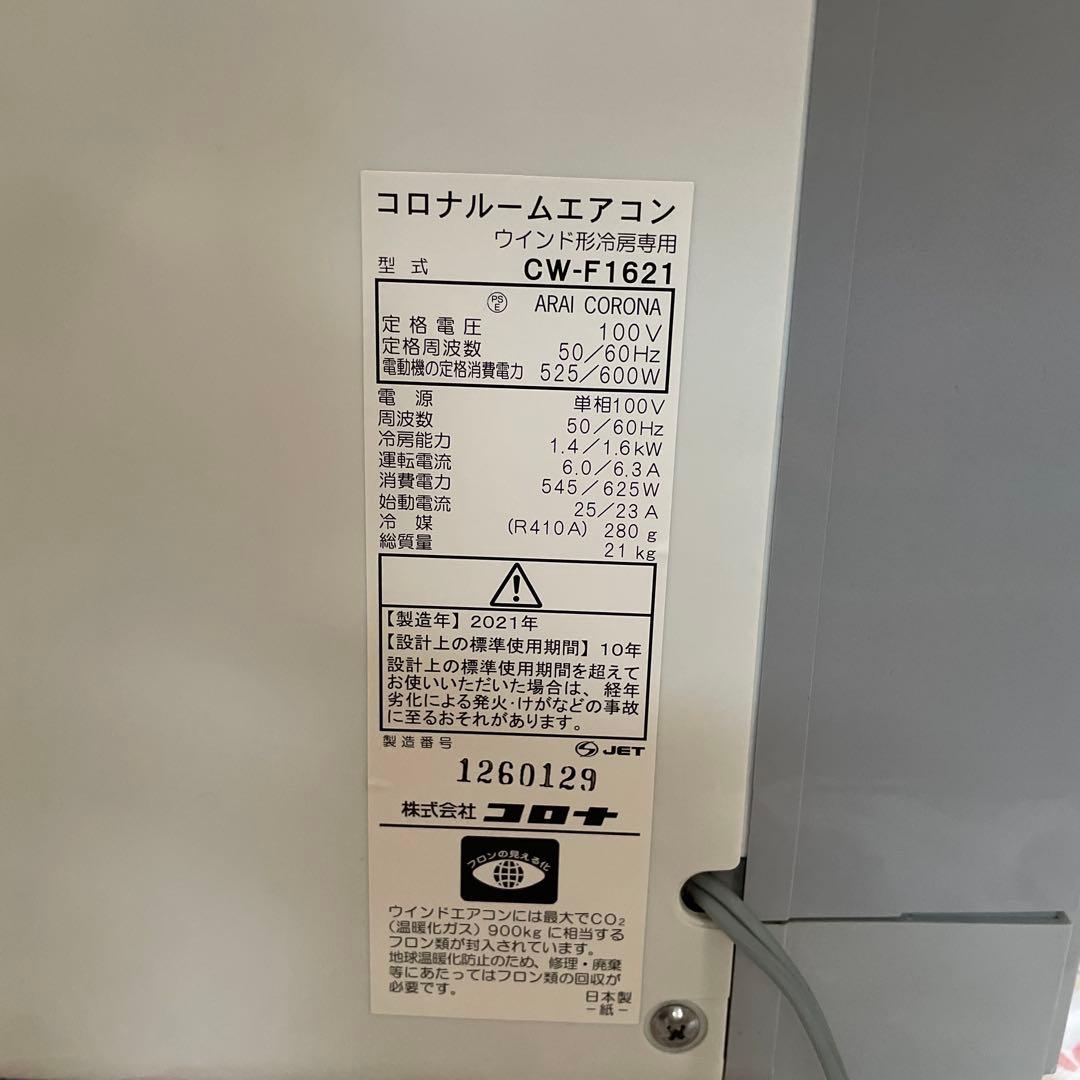 コロナルームエアコン
ウインド形冷房専用
型式 CW-F1621
PSE ARAI CORONA
定格電圧 100V
定格周波数 50/60Hz
電動機の定格消費電力 525/600W
電源 単相100V
周波数 50/60Hz
冷房能力 1.4/1.6kW
運転電流 6.0/6.3A
消費電力 545/625W
始動電流 25/23A
冷媒 (R410A) 280g
総質量 21kg
【製造年】2021年
【設計上の標準使用期間】10年
設計上の標準使用期間を超えて
お使いいただいた場合は、経年
劣化による発火・けがなどの事故
に至るおそれがあります。
製造番号 JET
1260129
株式会社コロナ
フロンの見える化
ウインドエアコンには最大でCO₂
(温暖化ガス)900kgに相当する
フロン類が封入されています。
地球温暖化防止のため、修理・廃棄
等にあたってはフロン類の回収が
必要です。
日本製
-紙-